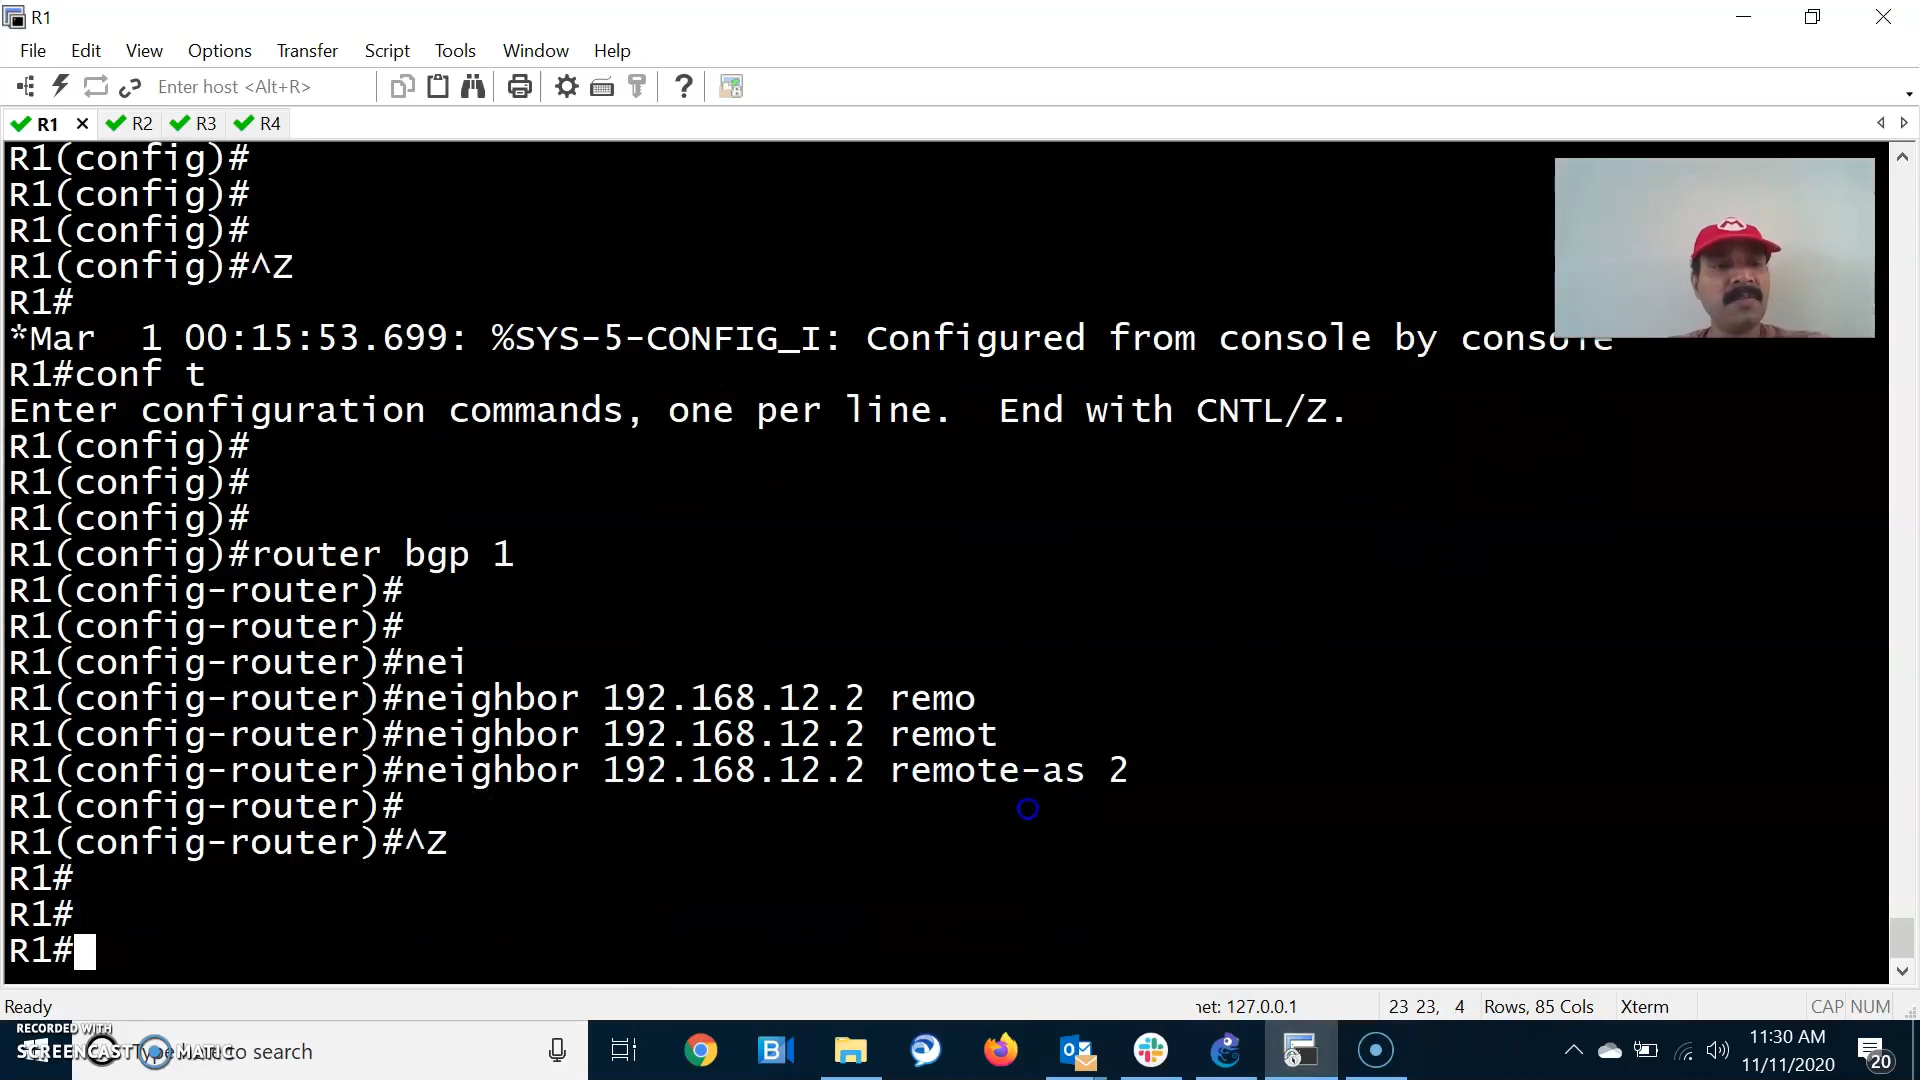 R1
File Edit View Options Transfer Script Tools Window Help
Enter host <Alt+R>
R1 R2 R3 R4
R1(config)#
R1(config)#
R1(config)#
R1(config)#^Z
R1#
*Mar  1 00:15:53.699: %SYS-5-CONFIG_I: Configured from console by console
R1#conf t
Enter configuration commands, one per line.  End with CNTL/Z.
R1(config)#
R1(config)#
R1(config)#
R1(config)#router bgp 1
R1(config-router)#
R1(config-router)#
R1(config-router)#nei
R1(config-router)#neighbor 192.168.12.2 remo
R1(config-router)#neighbor 192.168.12.2 remot
R1(config-router)#neighbor 192.168.12.2 remote-as 2
R1(config-router)#
R1(config-router)#^Z
R1#
R1#
R1#
Ready net: 127.0.0.1 23 23, 4 Rows, 85 Cols Xterm CAP NUM
RECORDED WITH
SCREENCAST MATIC
Type here to search
11:30 AM
11/11/2020
20